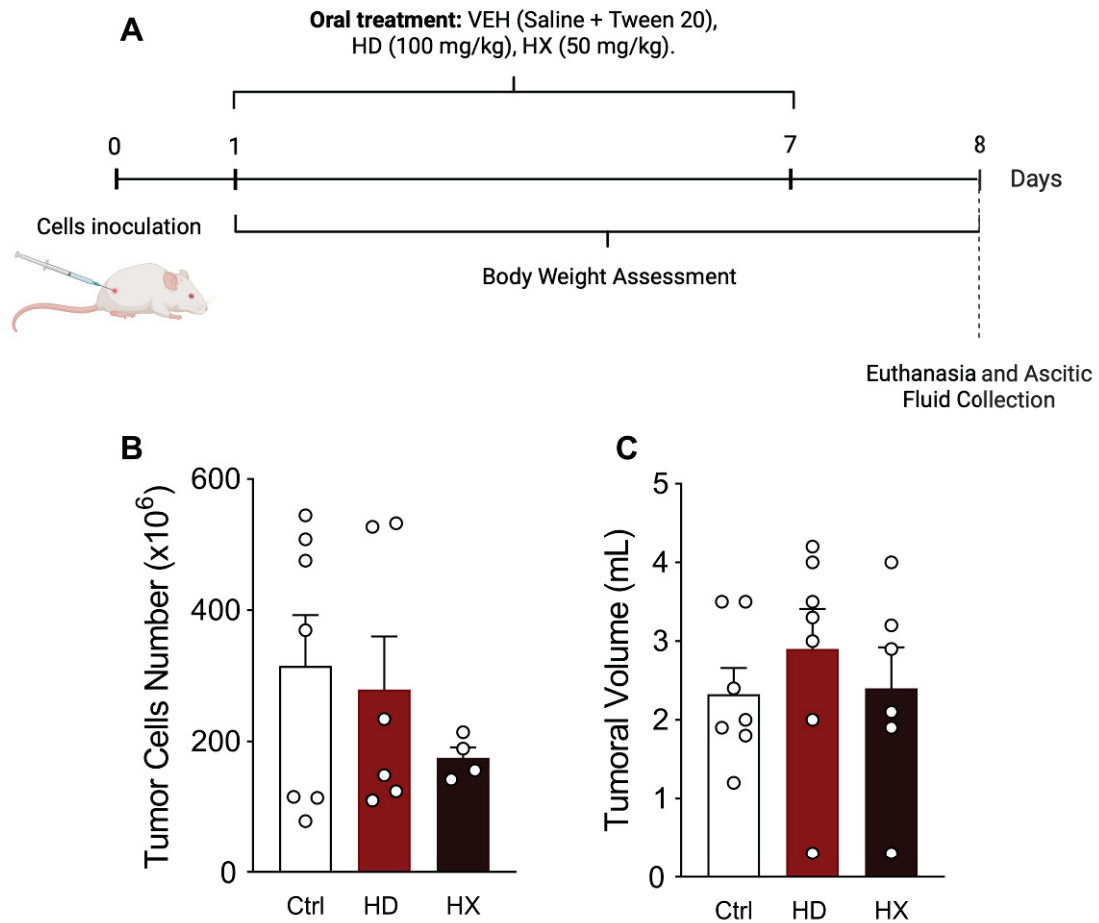 A
Oral treatment: VEH (Saline + Tween 20),
HD (100 mg/kg), HX (50 mg/kg).
0 1 7 8
Days
Cells inoculation
Body Weight Assessment
Euthanasia and Ascitic
Fluid Collection
B
Tumor Cells Number (x10⁶)
600
400
200
0
Ctrl HD HX
C
Tumoral Volume (mL)
5
4
3
2
1
0
Ctrl HD HX